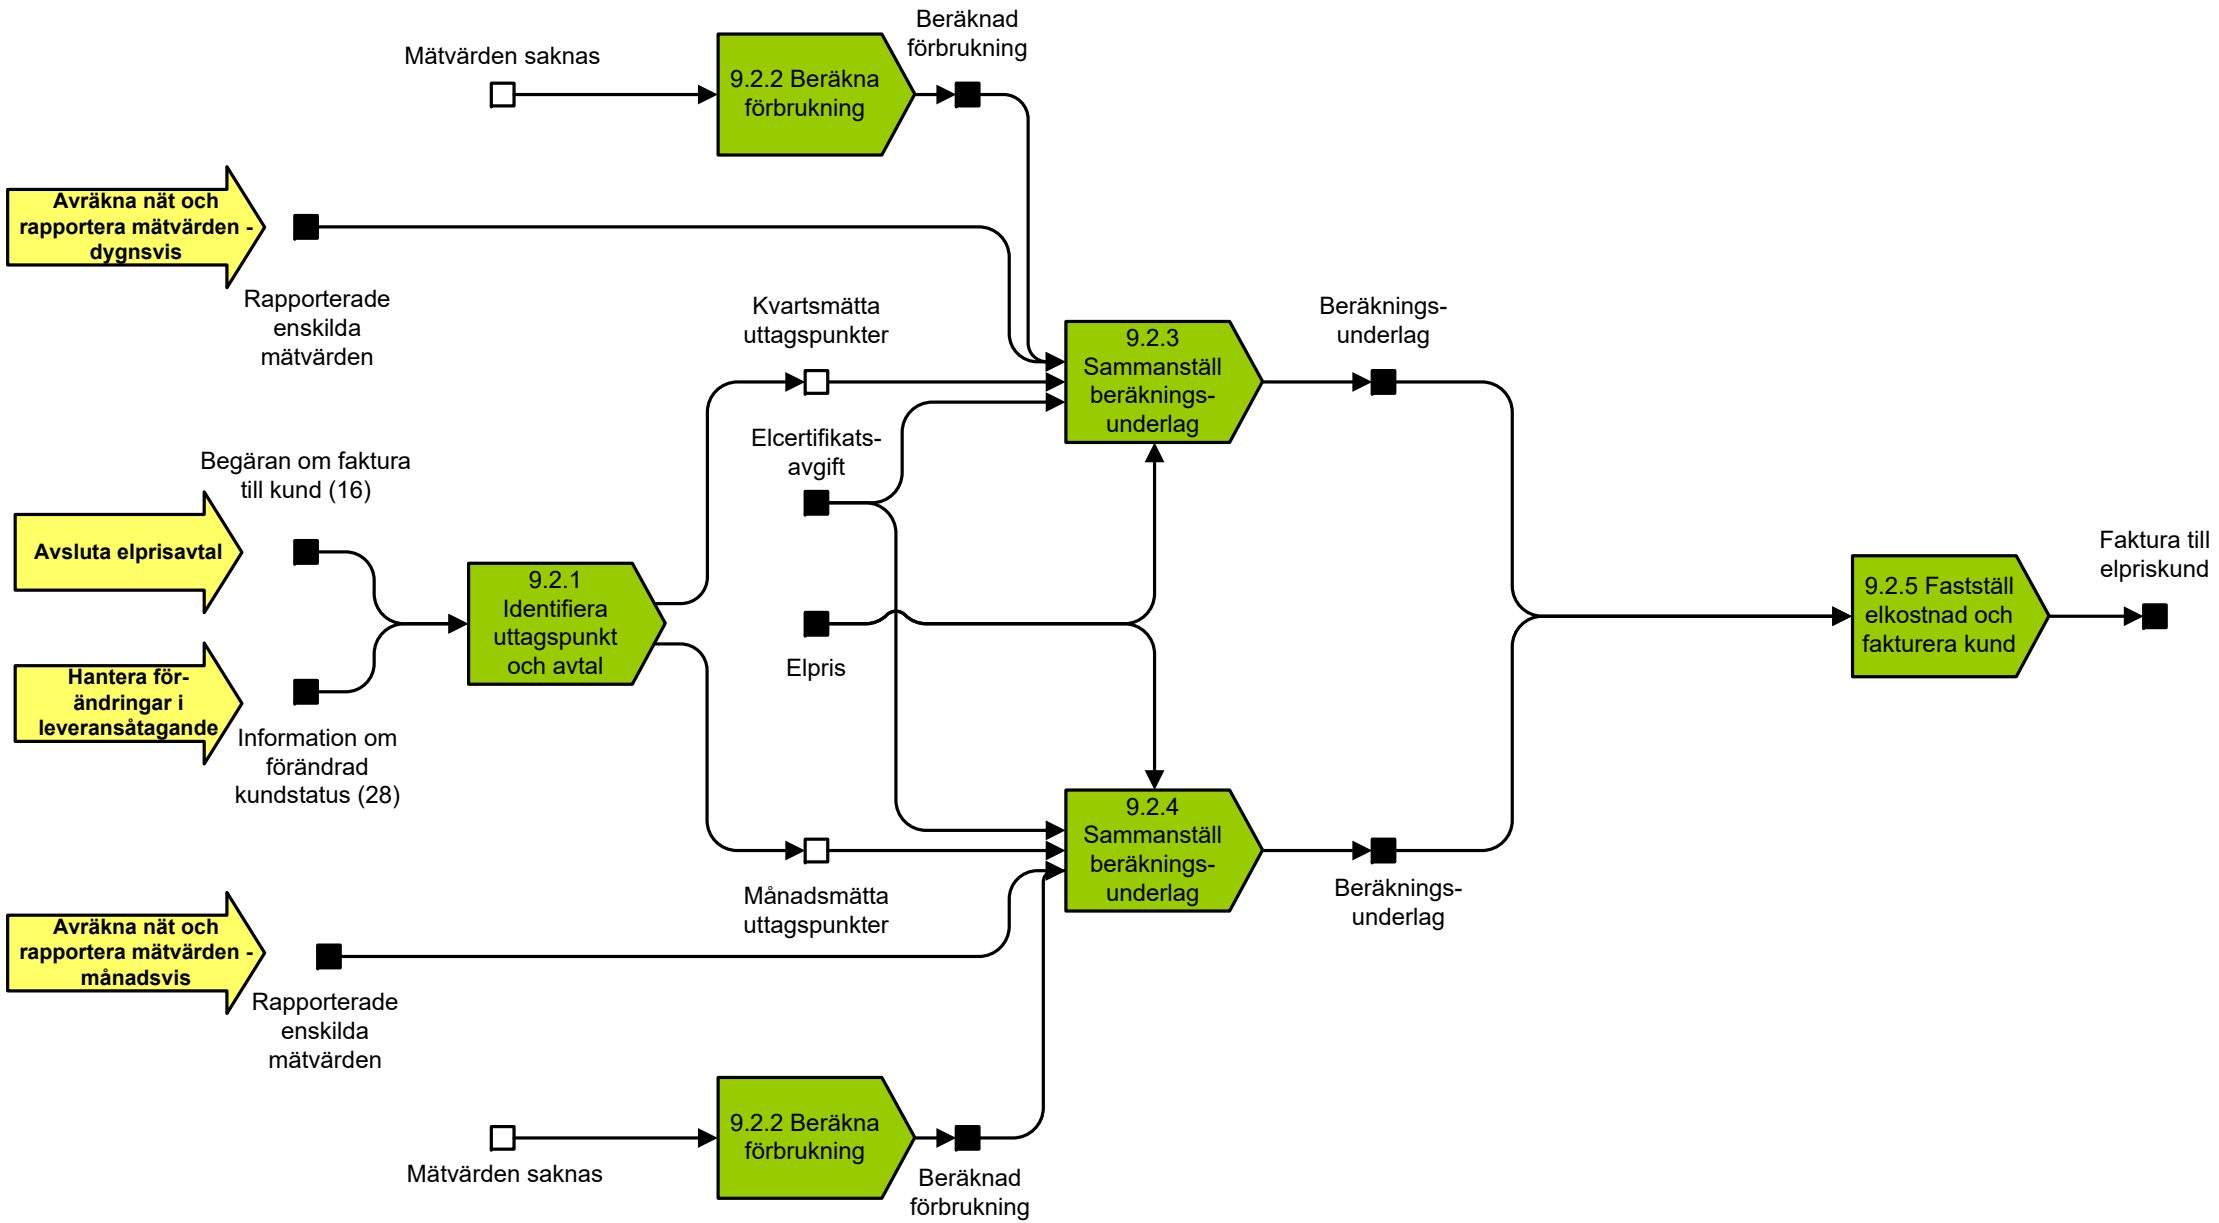 Beräknad
förbrukning
Mätvärden saknas
9.2.2 Beräkna
förbrukning
Avräkna nät och
rapportera mätvärden -
dygnsvis
Rapporterade
enskilda
mätvärden
Kvartsmätta
uttagspunkter
9.2.3
Sammanställ
beräknings-
underlag
Beräknings-
underlag
Elcertifikats-
avgift
Begäran om faktura
till kund (16)
Avsluta elprisavtal
9.2.1
Identifiera
uttagspunkt
och avtal
Elpris
9.2.5 Fastställ
elkostnad och
fakturera kund
Faktura till
elpriskund
Hantera för-
ändringar i
leveransåtagande
Information om
förändrad
kundstatus (28)
9.2.4
Sammanställ
beräknings-
underlag
Beräknings-
underlag
Månadsmätta
uttagspunkter
Avräkna nät och
rapportera mätvärden -
månadsvis
Rapporterade
enskilda
mätvärden
9.2.2 Beräkna
förbrukning
Mätvärden saknas
Beräknad
förbrukning